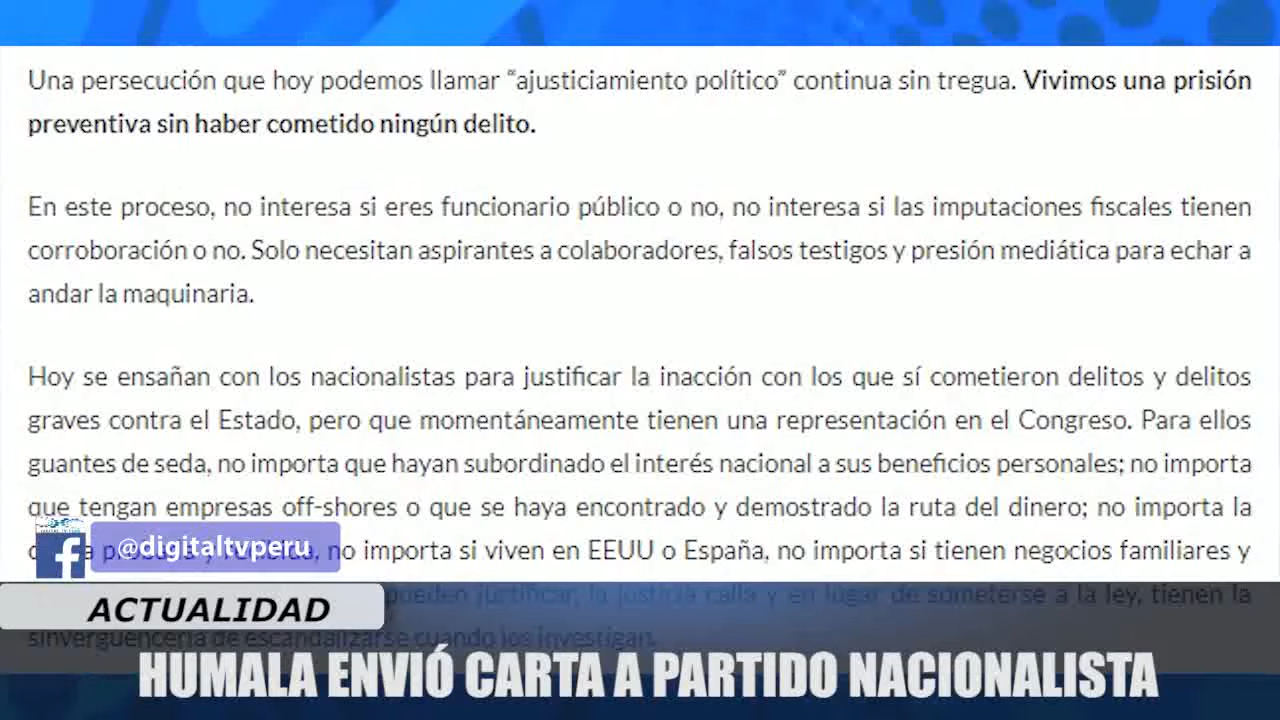 Una persecución que hoy podemos llamar “ajusticiamiento político” continua sin tregua. Vivimos una prisión
preventiva sin haber cometido ningún delito.
En este proceso, no interesa si eres funcionario público o no, no interesa si las imputaciones fiscales tienen
corroboración o no. Solo necesitan aspirantes a colaboradores, falsos testigos y presión mediática para echar a
andar la maquinaria.
Hoy se ensañan con los nacionalistas para justificar la inacción con los que sí cometieron delitos y delitos
graves contra el Estado, pero que momentáneamente tienen una representación en el Congreso. Para ellos
guantes de seda, no importa que hayan subordinado el interés nacional a sus beneficios personales; no importa
que tengan empresas off-shores o que se haya encontrado y demostrado la ruta del dinero; no importa la
no importa si viven en EEUU o España, no importa si tienen negocios familiares y
@digitaltvperu
pueden justificar, la justicia calla y en lugar de someterse a la ley, tienen la
ACTUALIDAD
sinvergüencería de escandalizarse cuando los investigan.
HUMALA ENVIÓ CARTA A PARTIDO NACIONALISTA